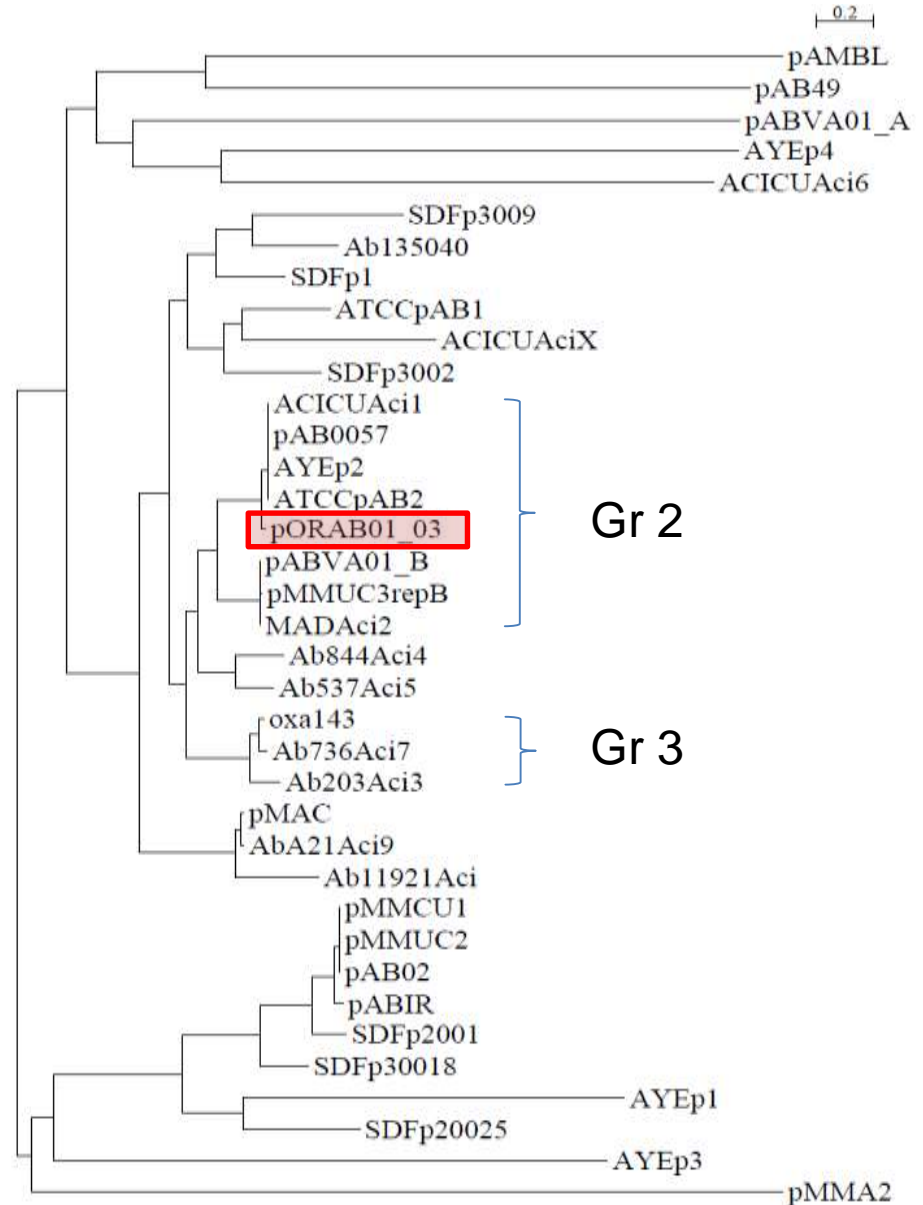 0.2
pAMBL
pAB49
pABVA01_A
AYEp4
ACICUAci6
SDFp3009
Ab135040
SDFp1
ATCCpAB1
ACICUAciX
SDFp3002
ACICUAci1
pAB0057
AYEp2
ATCCpAB2
Gr 2
pORAB01_03
pABVA01_B
pMMUC3repB
MADAci2
Ab844Aci4
Ab537Aci5
oxa143
Ab736Aci7
Gr 3
Ab203Aci3
pMAC
AbA21Aci9
Ab11921Aci
pMMCU1
pMMUC2
pAB02
pABIR
SDFp2001
SDFp30018
AYEp1
SDFp20025
AYEp3
pMMA2